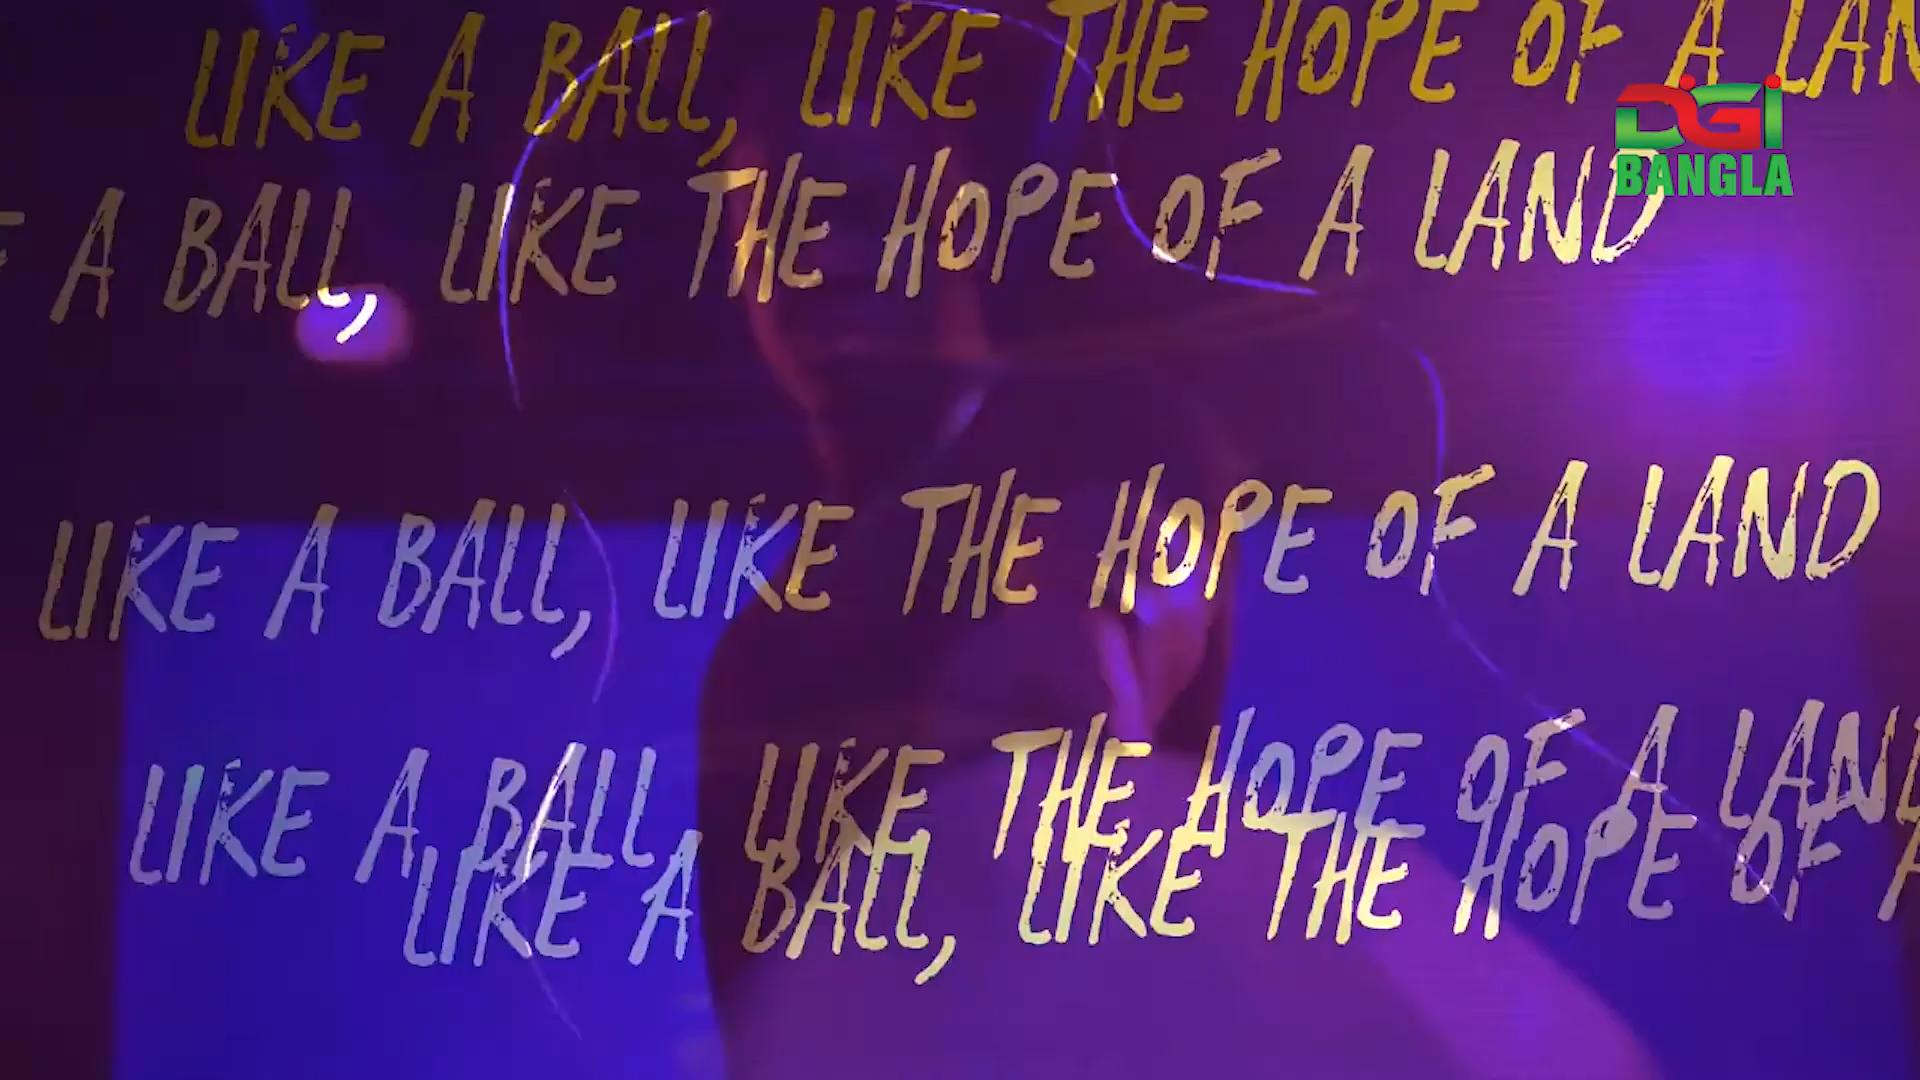 LIKE A BALL, LIKE THE HOPE OF A LAN
DiGi
BANGLA
A BALL, LIKE THE HOPE OF A LAND
LIKE A BALL, LIKE THE HOPE OF A LAND
LIKE A BALL, LIKE THE HOPE OF A LAND
LIKE A BALL, LIKE THE HOPE OF A